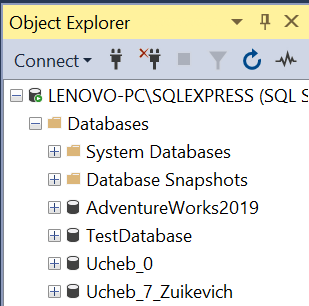 Object Explorer
Connect
LENOVO-PC\SQLEXPRESS (SQL S
Databases
System Databases
Database Snapshots
AdventureWorks2019
TestDatabase
Ucheb_0
Ucheb_7_Zuikevich